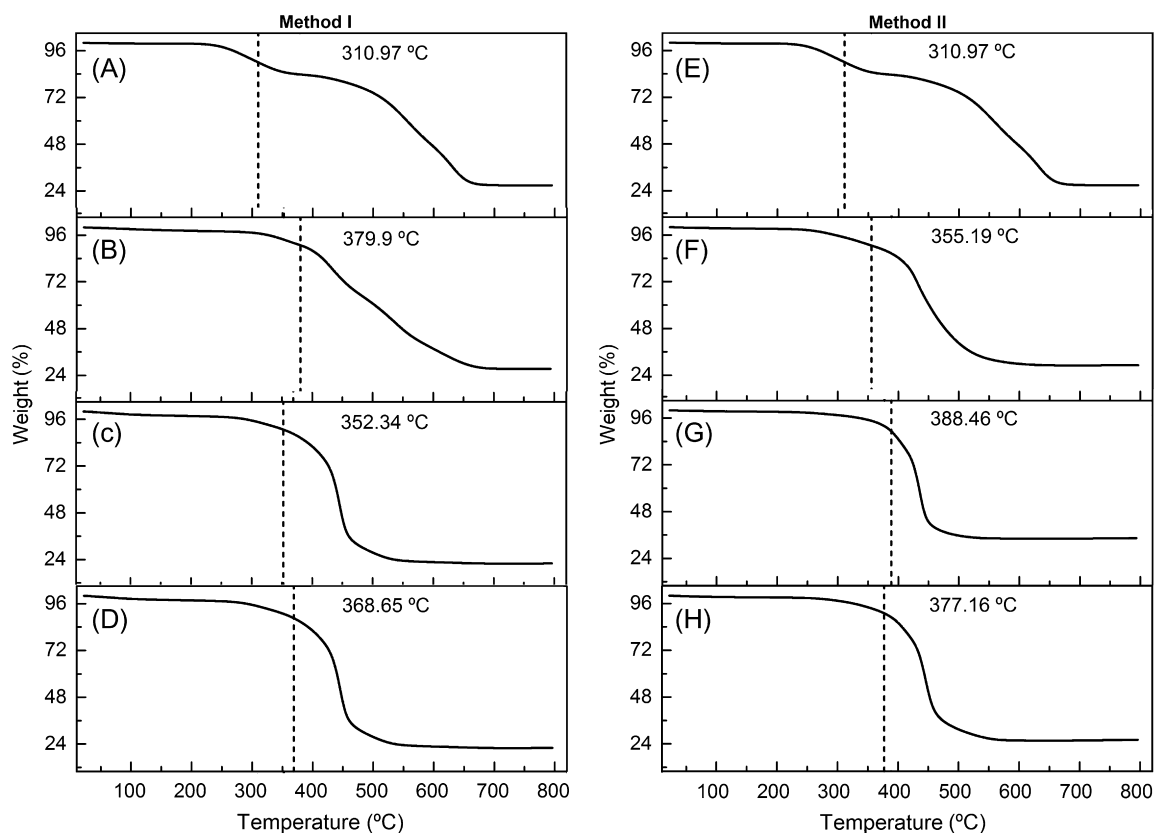 Method I
96
72
48
24
(A)
310.97 ºC
96
72
48
24
(B)
379.9 ºC
96
72
48
24
(c)
352.34 ºC
96
72
48
24
(D)
368.65 ºC
Weight (%)
100 200 300 400 500 600 700 800
Temperature (ºC)
Method II
96
72
48
24
(E)
310.97 ºC
96
72
48
24
(F)
355.19 ºC
96
72
48
24
(G)
388.46 ºC
96
72
48
24
(H)
377.16 ºC
Weight (%)
100 200 300 400 500 600 700 800
Temperature (ºC)